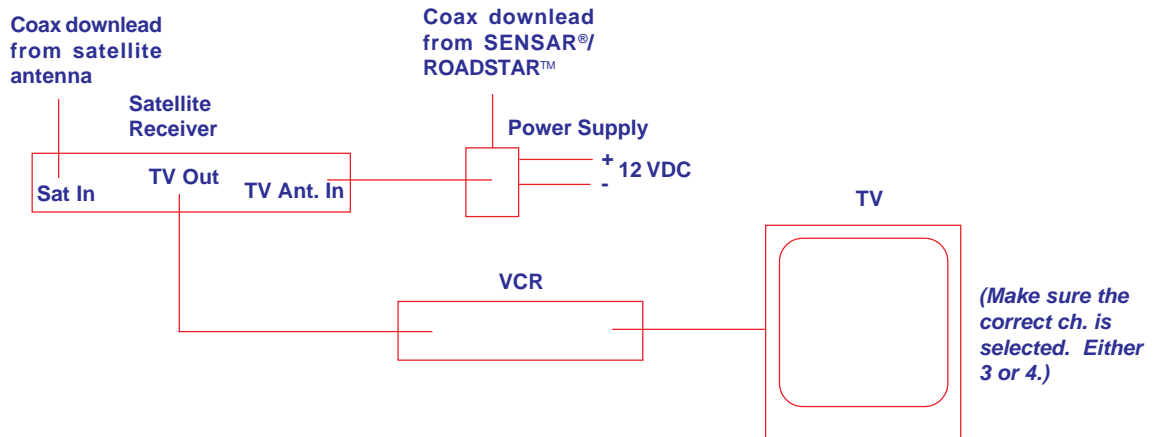 Coax downlead
from satellite
antenna
Coax downlead
from SENSAR®/
ROADSTAR™
Satellite
Receiver
Power Supply
+
12 VDC
-
Sat In
TV Out
TV Ant. In
TV
VCR
(Make sure the
correct ch. is
selected. Either
3 or 4.)